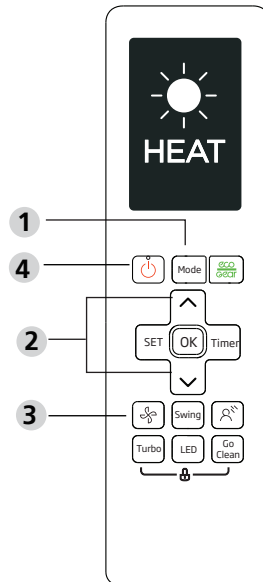 HEAT
1
4
Mode
eco
Gear
2
SET
OK
Timer
3
Swing
Turbo
LED
Go
Clean